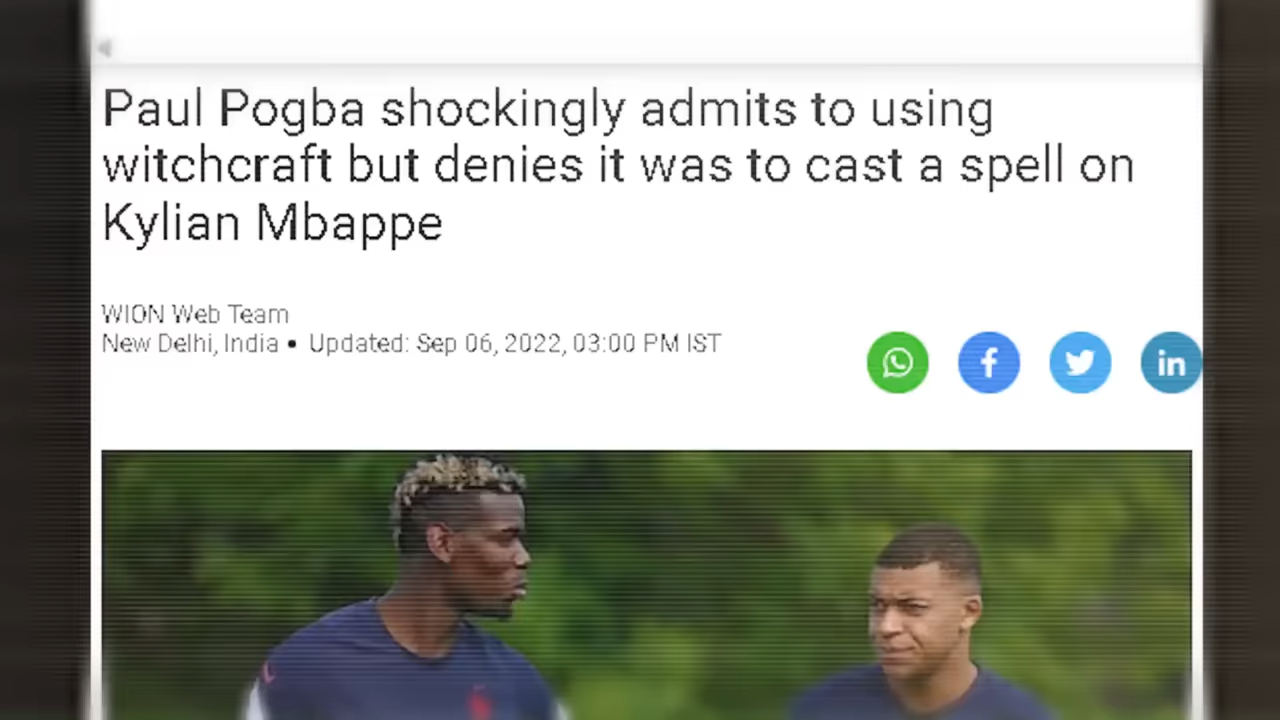 Paul Pogba shockingly admits to using
witchcraft but denies it was to cast a spell on
Kylian Mbappe
WION Web Team
New Delhi, India • Updated: Sep 06, 2022, 03:00 PM IST
f
in